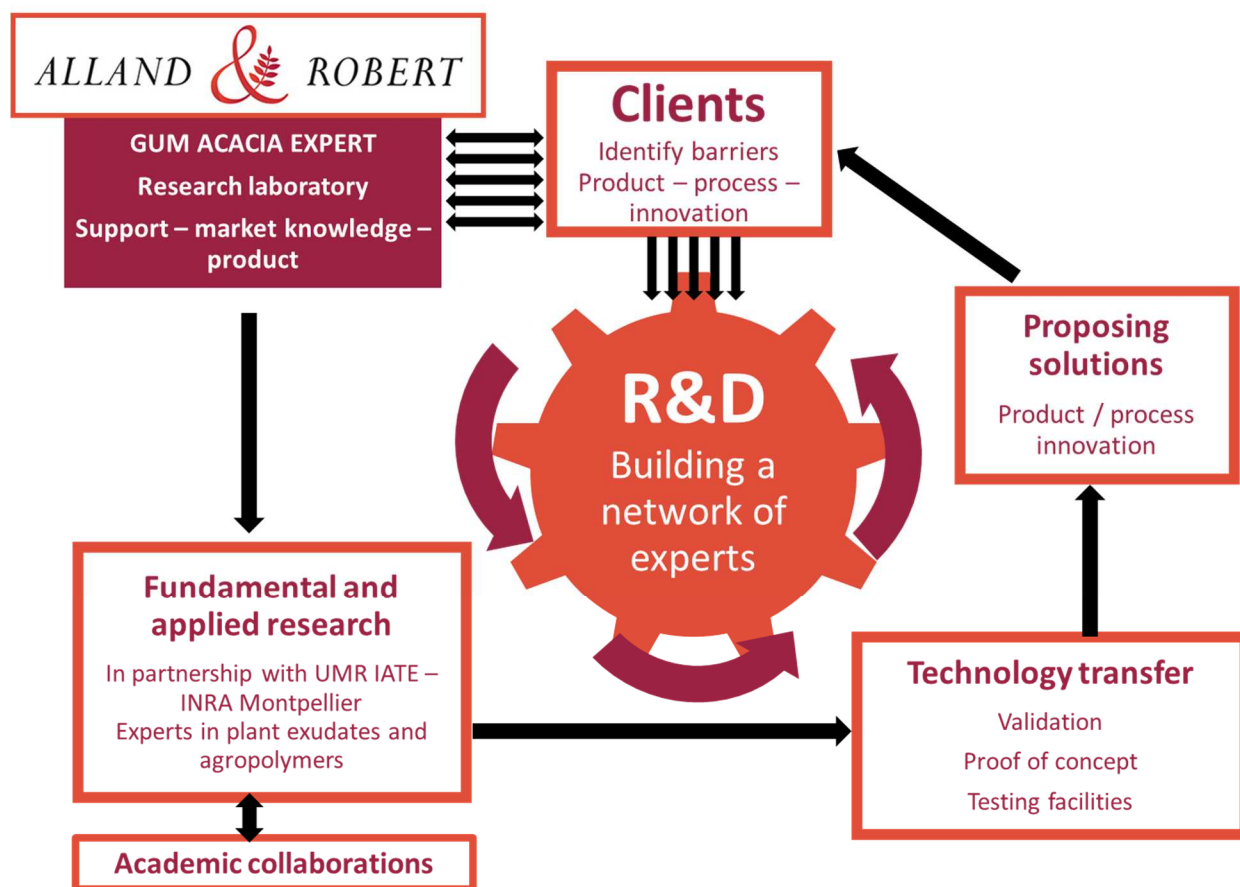 ALLAND & ROBERT
GUM ACACIA EXPERT
Research laboratory
Support – market knowledge –
product
Clients
Identify barriers
Product – process –
innovation
R&D
Building a
network of
experts
Proposing
solutions
Product / process
innovation
Fundamental and
applied research
In partnership with UMR IATE –
INRA Montpellier
Experts in plant exudates and
agropolymers
Technology transfer
Validation
Proof of concept
Testing facilities
Academic collaborations